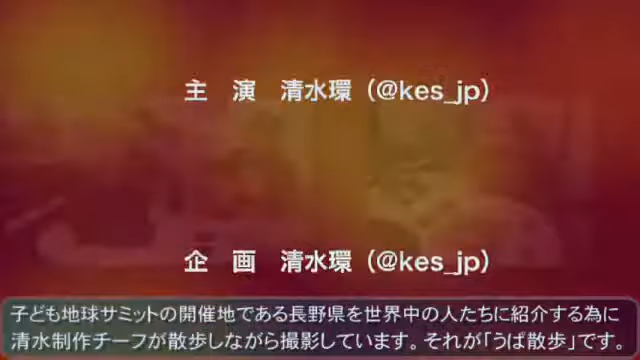 主　演　清水環（@kes_jp）
企　画　清水環（@kes_jp）
子ども地球サミットの開催地である長野県を世界中の人たちに紹介する為に
清水制作チーフが散歩しながら撮影しています。それが「うぱ散歩」です。